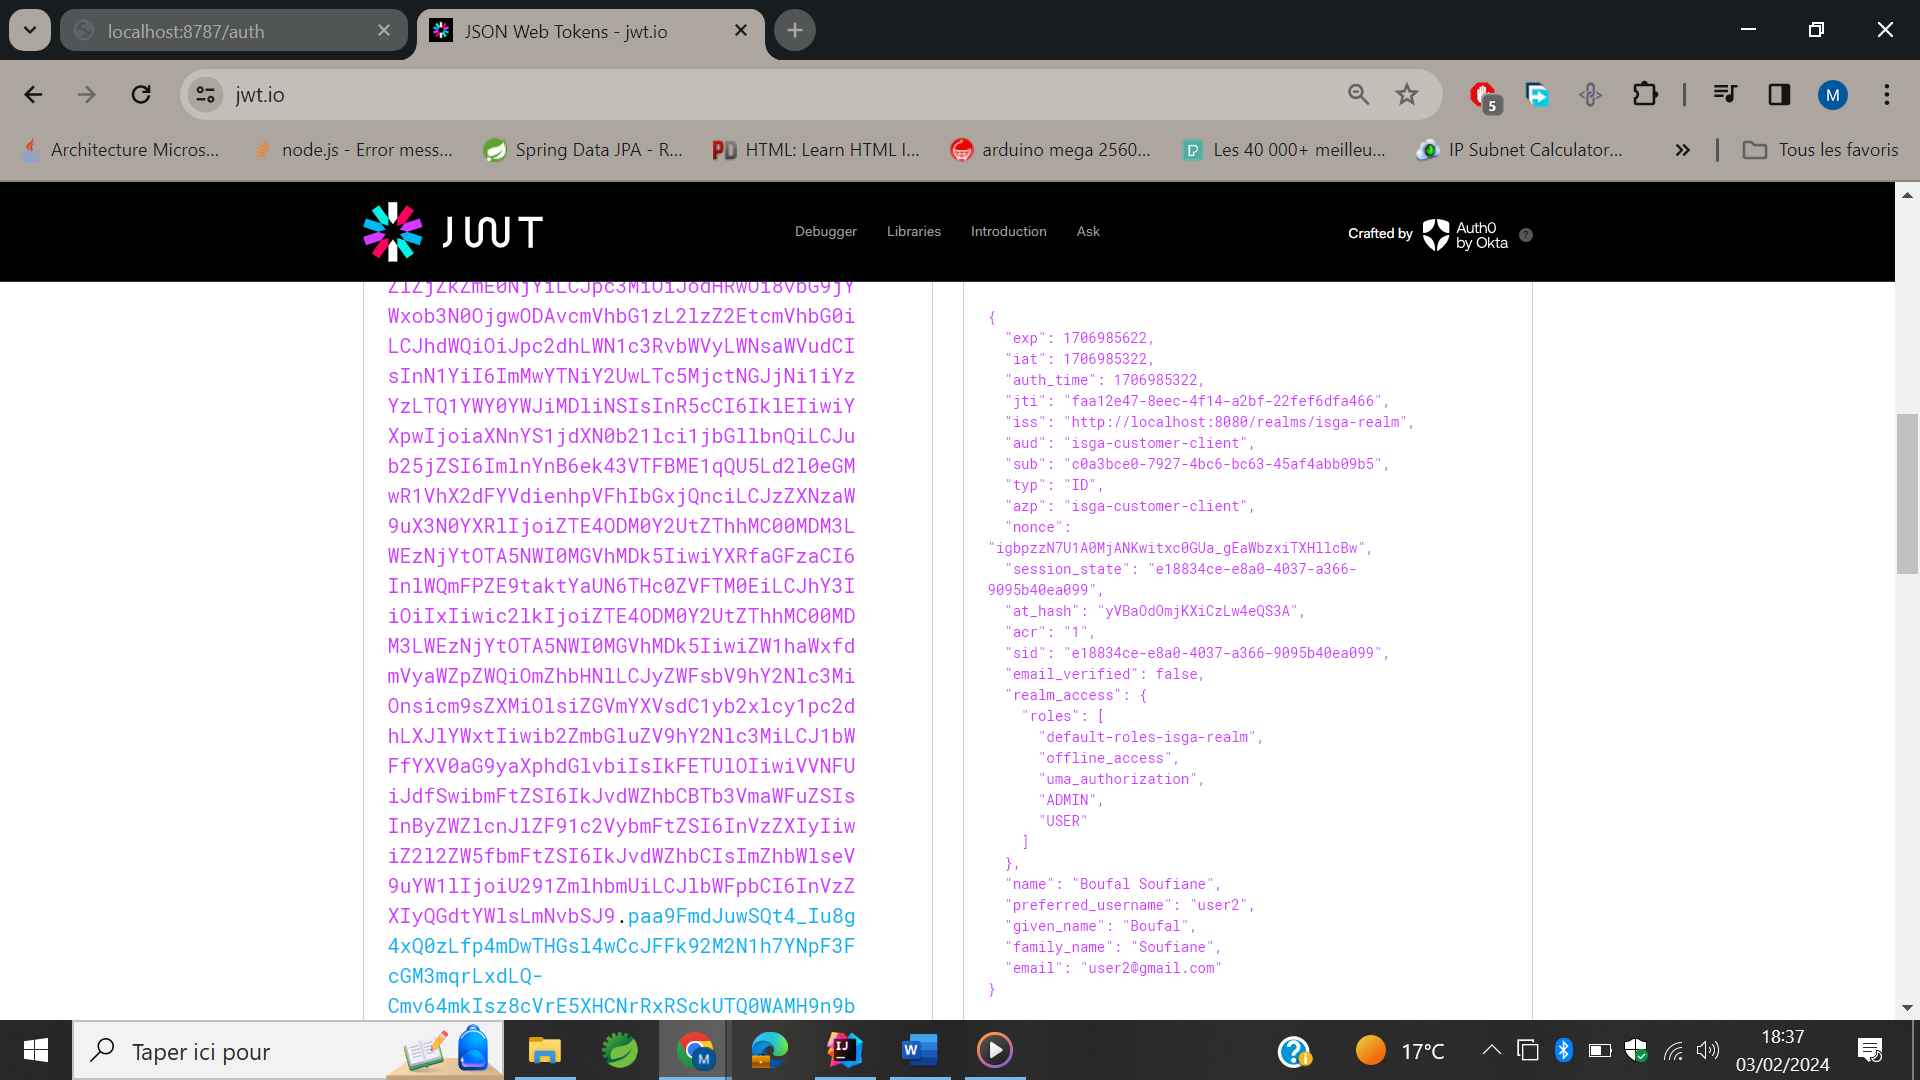 localhost:8787/auth
JSON Web Tokens - jwt.io
jwt.io
5
M
Architecture Micros...
node.js - Error mess...
Spring Data JPA - R...
HTML: Learn HTML I...
arduino mega 2560...
Les 40 000+ meilleu...
IP Subnet Calculator...
Tous les favoris
JWT
Debugger
Libraries
Introduction
Ask
Crafted by
Auth0
by Okta
ZlZjZkZmE0NjYiLCJpc3MiOiJodHRwOi8vbG9jY
Wxob3N0OjgwODAvcmVhbG1zL2lzZ2EtcmVhbG0i
LCJhdWQiOiJpc2dhLWN1c3RvbWVyLWNsaWVudCI
sInN1YiI6ImMwYTNiY2UwLTc5MjctNGJjNi1iYz
YzLTQ1YWY0YWJiMDliNSIsInR5cCI6IklEIiwiY
XpwIjoiaXNnYS1jdXN0b21lci1jbGllbnQiLCJu
b25jZSI6ImlnYnB6ek43VTFBME1qQU5Ld2l0eGM
wR1VhX2dFYVdienhpVFhIbGxjQnciLCJzZXNzaW
9uX3N0YXRlIjoiZTE4ODM0Y2UtZThhMC00MDM3L
WEzNjYtOTA5NWI0MGVhMDk5IiwiYXRfaGFzaCI6
InlWQmFPZE9taktYaUN6THc0ZVFTM0EiLCJhY3I
iOiIxIiwic2lkIjoiZTE4ODM0Y2UtZThhMC00MD
M3LWEzNjYtOTA5NWI0MGVhMDk5IiwiZW1haWxfd
mVyaWZpZWQiOmZhbHNlLCJyZWFsbV9hY2Nlc3Mi
Onsicm9sZXMiOlsiZGVmYXVsdC1yb2xlcy1pc2d
hLXJlYWxtIiwib2ZmbGluZV9hY2Nlc3MiLCJ1bW
FfYXV0aG9yaXphdGlvbiIsIkFETUlOIiwiVVNFU
iJdfSwibmFtZSI6IkJvdWZhbCBTb3VmaWFuZSIs
InByZWZlcnJlZF91c2VybmFtZSI6InVzZXIyIiw
iZ2l2ZW5fbmFtZSI6IkJvdWZhbCIsImZhbWlseV
9uYW1lIjoiU291ZmlhbmUiLCJlbWFpbCI6InVzZ
XIyQGdtYWlsLmNvbSJ9.paa9FmdJuwSQt4_Iu8g
4xQ0zLfp4mDwTHGsl4wCcJFFk92M2N1h7YNpF3F
cGM3mqrLxdLQ-
Cmv64mkIsz8cVrE5XHCNrRxRSckUTQ0WAMH9n9b
{
"exp": 1706985622,
"iat": 1706985322,
"auth_time": 1706985322,
"jti": "faa12e47-8eec-4f14-a2bf-22fef6dfa466",
"iss": "http://localhost:8080/realms/isga-realm",
"aud": "isga-customer-client",
"sub": "c0a3bce0-7927-4bc6-bc63-45af4abb09b5",
"typ": "ID",
"azp": "isga-customer-client",
"nonce":
"igbpzzN7U1A0MjANKwitxc0GUa_gEaWbzxiTXHllcBw",
"session_state": "e18834ce-e8a0-4037-a366-
9095b40ea099",
"at_hash": "yVBaOdOmjKXiCzLw4eQS3A",
"acr": "1",
"sid": "e18834ce-e8a0-4037-a366-9095b40ea099",
"email_verified": false,
"realm_access": {
"roles": [
"default-roles-isga-realm",
"offline_access",
"uma_authorization",
"ADMIN",
"USER"
]
},
"name": "Boufal Soufiane",
"preferred_username": "user2",
"given_name": "Boufal",
"family_name": "Soufiane",
"email": "user2@gmail.com"
}
Taper ici pour
17°C
18:37
03/02/2024